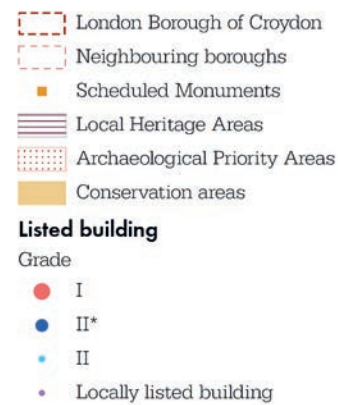 London Borough of Croydon
Neighbouring boroughs
Scheduled Monuments
Local Heritage Areas
Archaeological Priority Areas
Conservation areas
Listed building
Grade
I
II*
II
Locally listed building